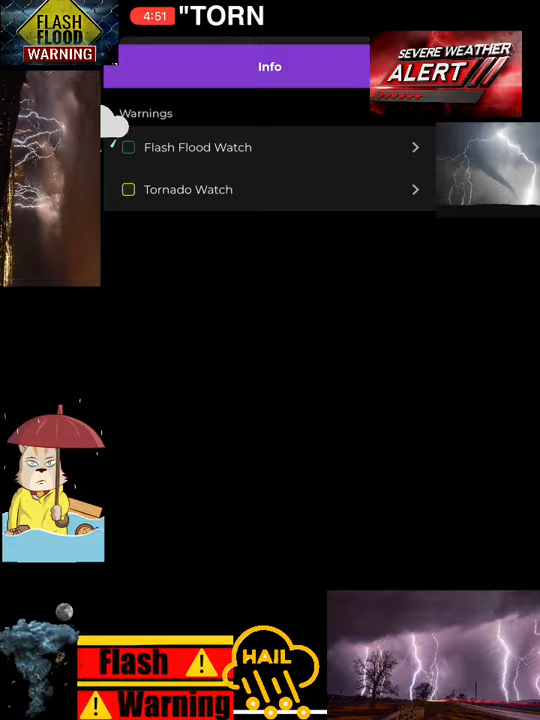 FLASH
FLOOD
WARNING
4:51 "TORN
SEVERE WEATHER
ALERT
Info
Warnings
Flash Flood Watch
Tornado Watch
Flash
Warning
HAIL